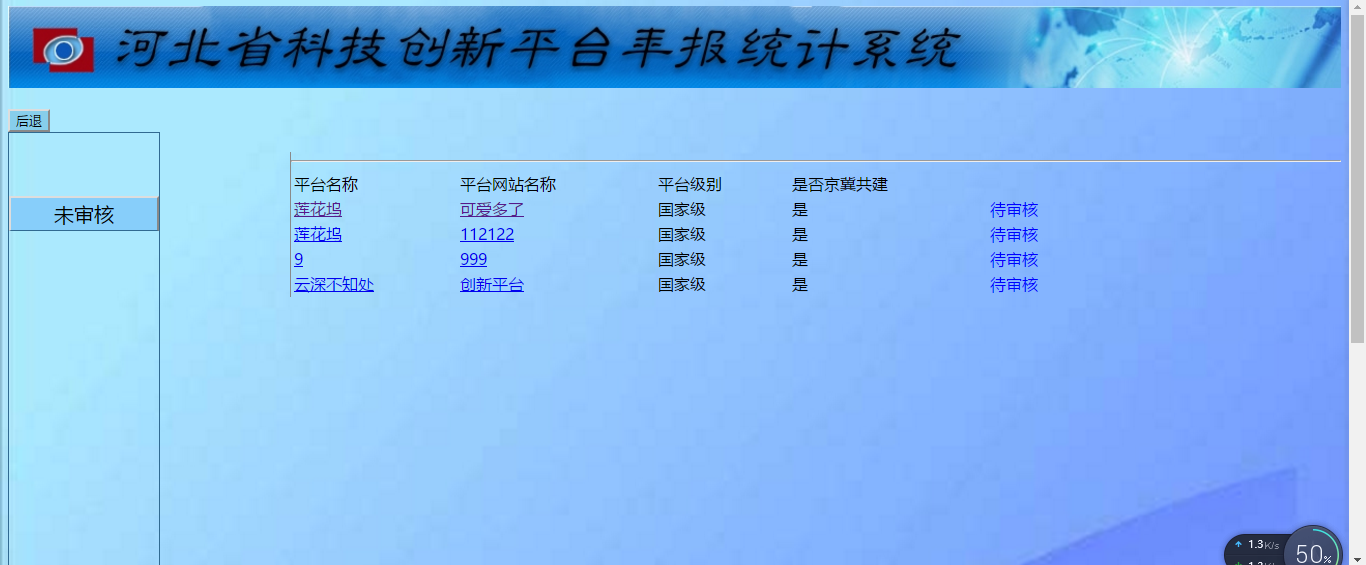 河北省科技创新平台年报统计系统
后退
未审核
平台名称 平台网站名称 平台级别 是否京冀共建
莲花坞 可爱多了 国家级 是 待审核
莲花坞 112122 国家级 是 待审核
9 999 国家级 是 待审核
云深不知处 创新平台 国家级 是 待审核
1.3K/s
50%